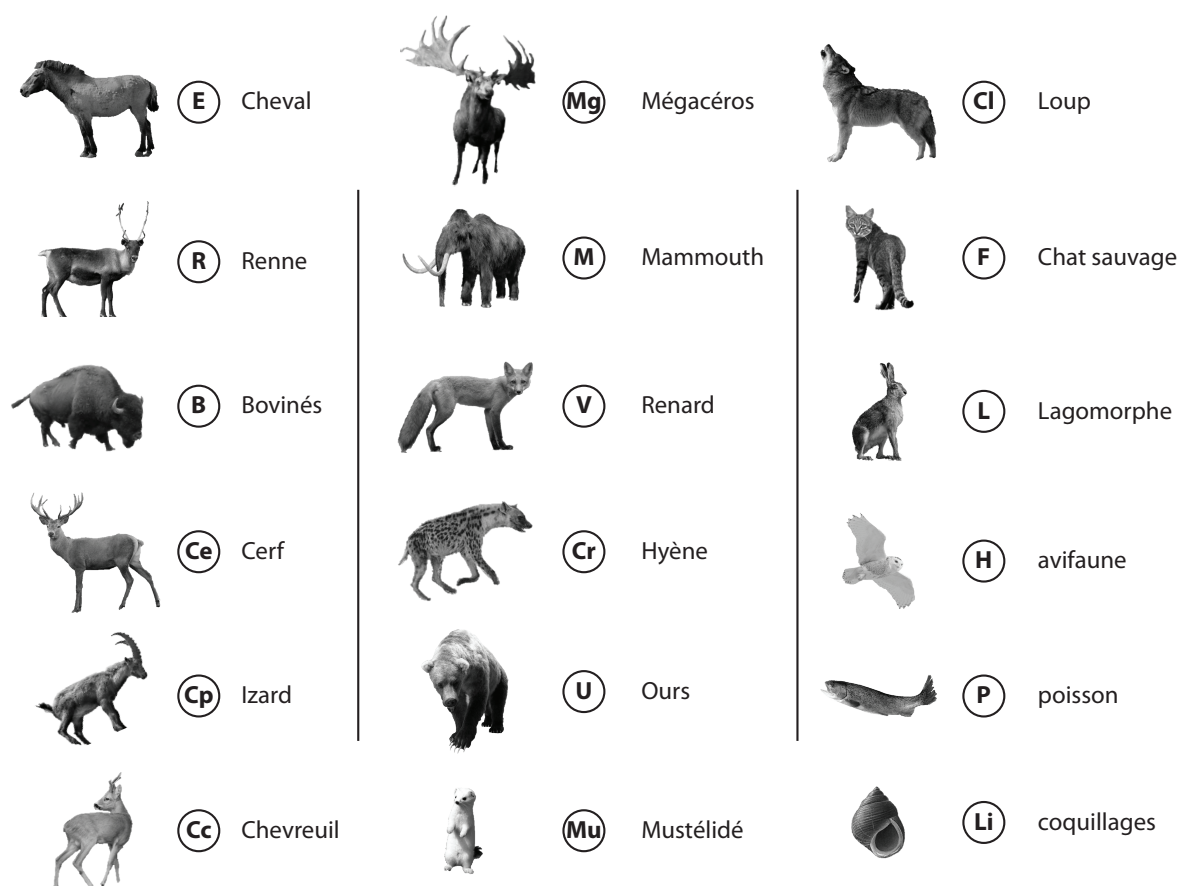 E Cheval
R Renne
B Bovinés
Ce Cerf
Cp Izard
Cc Chevreuil
Mg Mégacéros
M Mammouth
V Renard
Cr Hyène
U Ours
Mu Mustélidé
Cl Loup
F Chat sauvage
L Lagomorphe
H avifaune
P poisson
Li coquillages